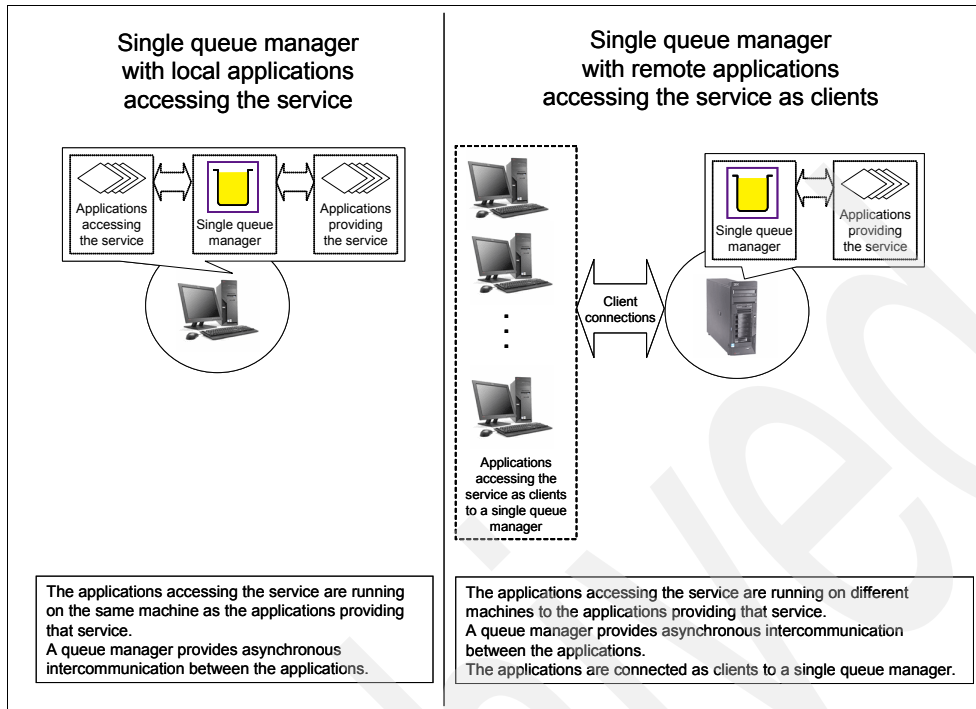 Single queue manager
with local applications
accessing the service
Applications
accessing
the service
Single queue
manager
Applications
providing
the service
The applications accessing the service are running
on the same machine as the applications providing
that service.
A queue manager provides asynchronous
intercommunication between the applications.
Single queue manager
with remote applications
accessing the service as clients
Applications
accessing the
service as clients
to a single queue
manager
Client
connections
Single queue
manager
Applications
providing
the service
The applications accessing the service are running on different
machines to the applications providing that service.
A queue manager provides asynchronous intercommunication
between the applications.
The applications are connected as clients to a single queue manager.